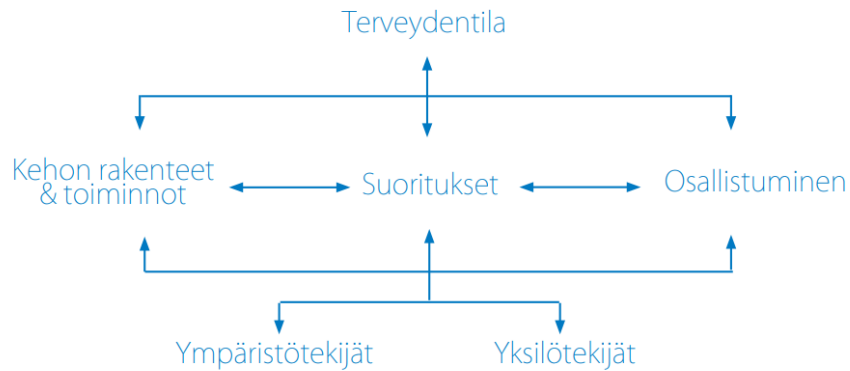 Terveydentila
Kehon rakenteet
& toiminnot
Suoritukset
Osallistuminen
Ympäristötekijät
Yksilötekijät